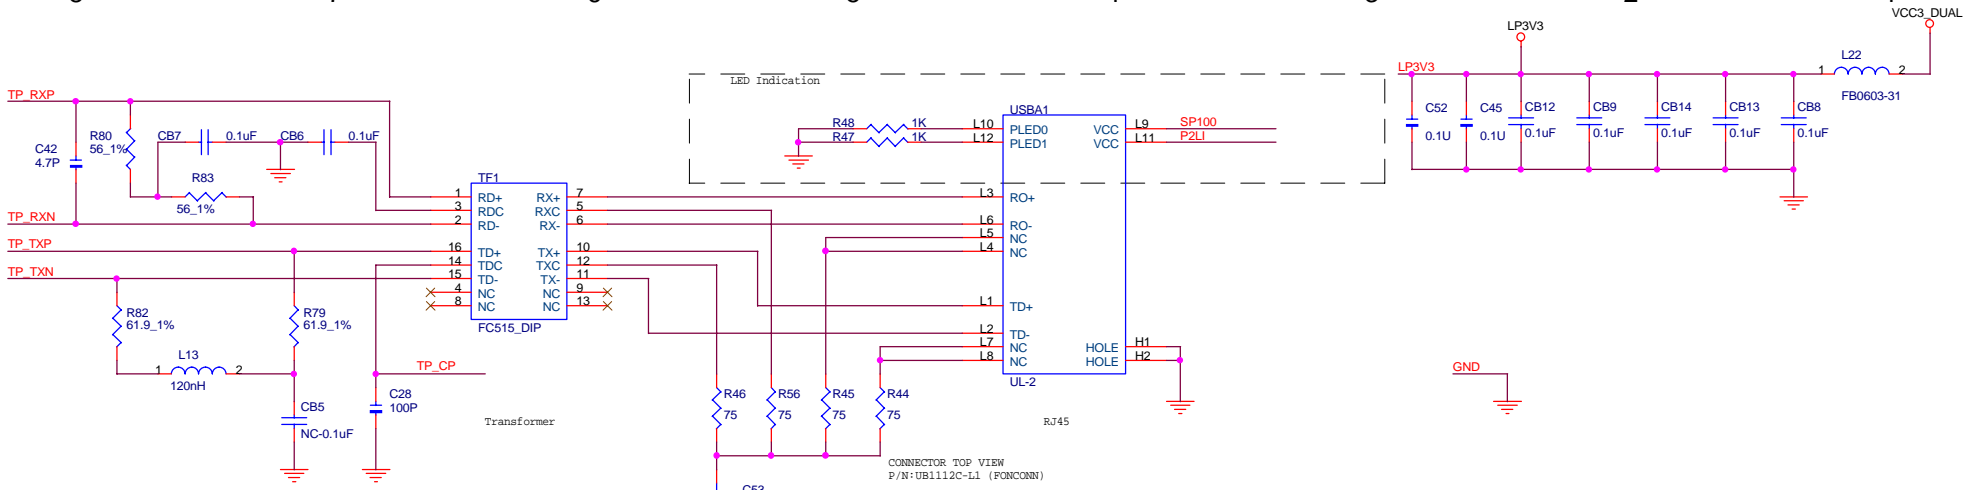 VCC3_DUAL
LP3V3
LP3V3
L22
1 2
FB0603-31
C52
0.1U
C45
0.1U
CB12
0.1uF
CB9
0.1uF
CB14
0.1uF
CB13
0.1uF
CB8
0.1uF
LED Indication
TP_RXP
R80
56_1%
CB7
0.1uF
CB6
0.1uF
C42
4.7P
R83
56_1%
TP_RXN
TP_TXP
TP_TXN
R48 1K
R47 1K
USBA1
L10 PLED0 VCC L9 SP100
L12 PLED1 VCC L11 P2LI
TF1
1 RD+ RX+ 7
3 RDC RXC 5
2 RD- RX- 6
16 TD+ TX+ 10
14 TDC TXC 12
15 TD- TX- 11
4 NC NC 9
8 NC NC 13
FC515_DIP
L3 RO+
L6 RO-
L5 NC
L4 NC
L1 TD+
L2 TD-
L7 NC HOLE H1
L8 NC HOLE H2
UL-2
R82
61.9_1%
R79
61.9_1%
L13
1 2
120nH
TP_CP
C28
100P
CB5
NC-0.1uF
Transformer
R46
75
R56
75
R45
75
R44
75
RJ45
GND
CONNECTOR TOP VIEW
P/N:UB1112C-L1 (FONCONN)
C53